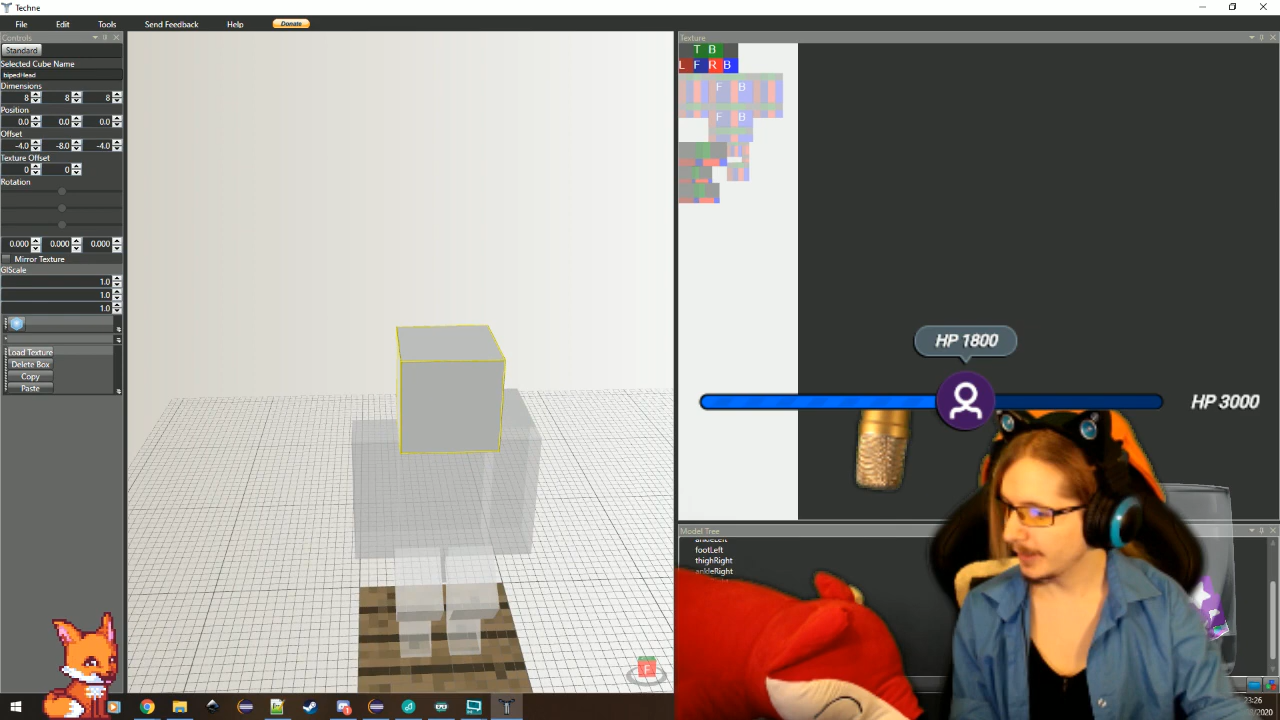 Techne
File Edit Tools Send Feedback Help Donate
Controls
Standard
Selected Cube Name
bipedHead
Dimensions
8 8 8
Position
0.0 0.0 0.0
Offset
-4.0 -8.0 -4.0
Texture Offset
0 0
Rotation
0.000 0.000 0.000
Mirror Texture
GlScale
1.0
1.0
1.0
Load Texture
Delete Box
Copy
Paste
F
Texture
T B
L F R B
F B
F B
HP 1800
HP 3000
Model Tree
ankleLeft
footLeft
thighRight
ankleRight
23:26